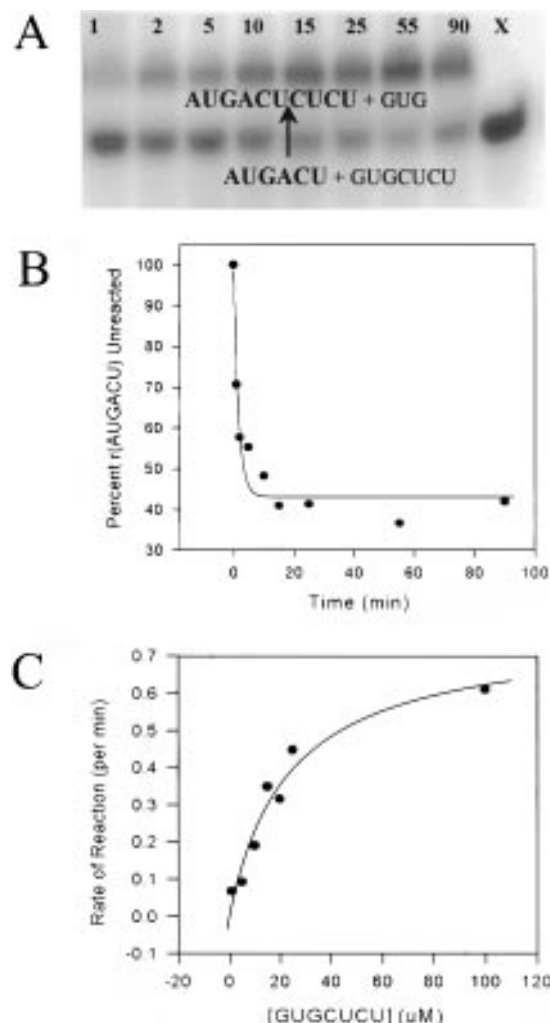 A
1 2 5 10 15 25 55 90 X
AUGACUCUCU + GUG
AUGACU + GUGCUCU
B
Percent r(AUGACU) Unreacted
100
90
80
70
60
50
40
30
0 20 40 60 80 100
Time (min)
C
Rate of Reaction (per min)
0.7
0.6
0.5
0.4
0.3
0.2
0.1
0.0
-0.1
-20 0 20 40 60 80 100 120
[GUGCUCU] (uM)